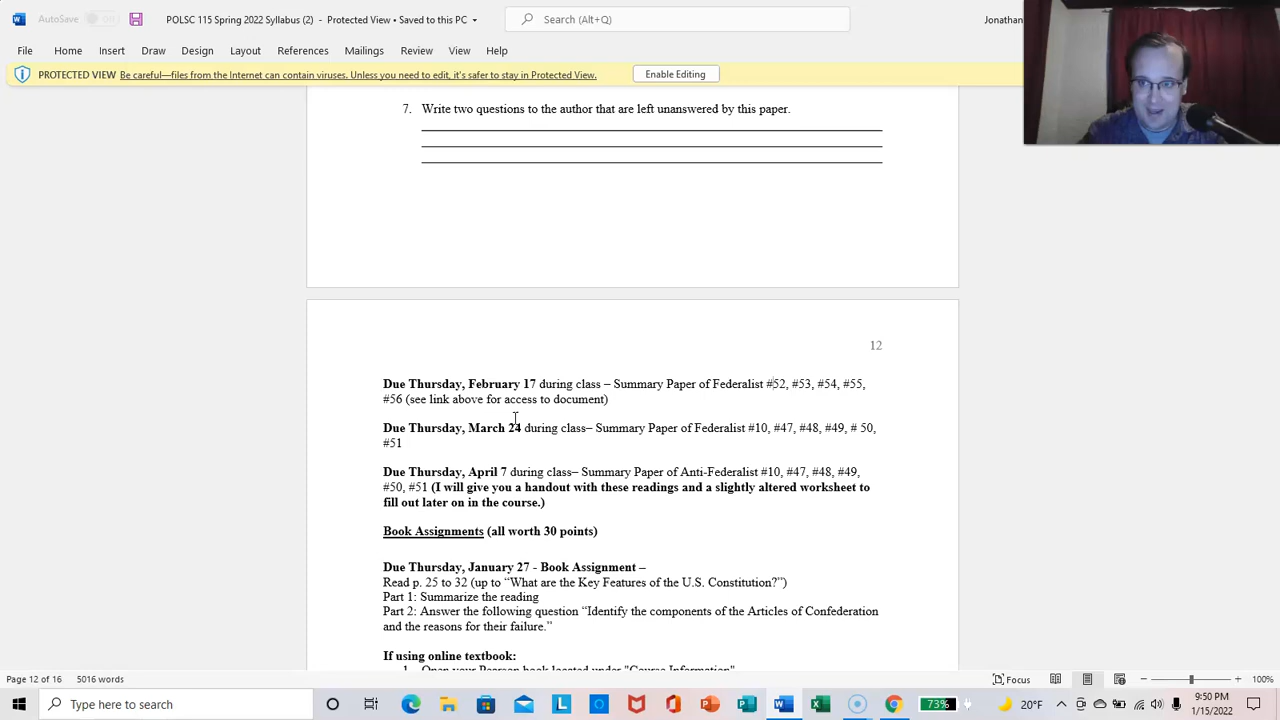 AutoSave Off POLSC 115 Spring 2022 Syllabus (2) - Protected View • Saved to this PC Search (Alt+Q) Jonathan
File Home Insert Draw Design Layout References Mailings Review View Help
PROTECTED VIEW Be careful—files from the Internet can contain viruses. Unless you need to edit, it's safer to stay in Protected View. Enable Editing
7. Write two questions to the author that are left unanswered by this paper.
12
Due Thursday, February 17 during class – Summary Paper of Federalist #52, #53, #54, #55,
#56 (see link above for access to document)
Due Thursday, March 24 during class– Summary Paper of Federalist #10, #47, #48, #49, # 50,
#51
Due Thursday, April 7 during class– Summary Paper of Anti-Federalist #10, #47, #48, #49,
#50, #51 (I will give you a handout with these readings and a slightly altered worksheet to
fill out later on in the course.)
Book Assignments (all worth 30 points)
Due Thursday, January 27 - Book Assignment –
Read p. 25 to 32 (up to “What are the Key Features of the U.S. Constitution?”)
Part 1: Summarize the reading
Part 2: Answer the following question “Identify the components of the Articles of Confederation
and the reasons for their failure.”
If using online textbook:
1. Open your Pearson book located under "Course Information"
Page 12 of 16 5016 words Focus 100%
Type here to search 73% 20°F 9:50 PM
1/15/2022